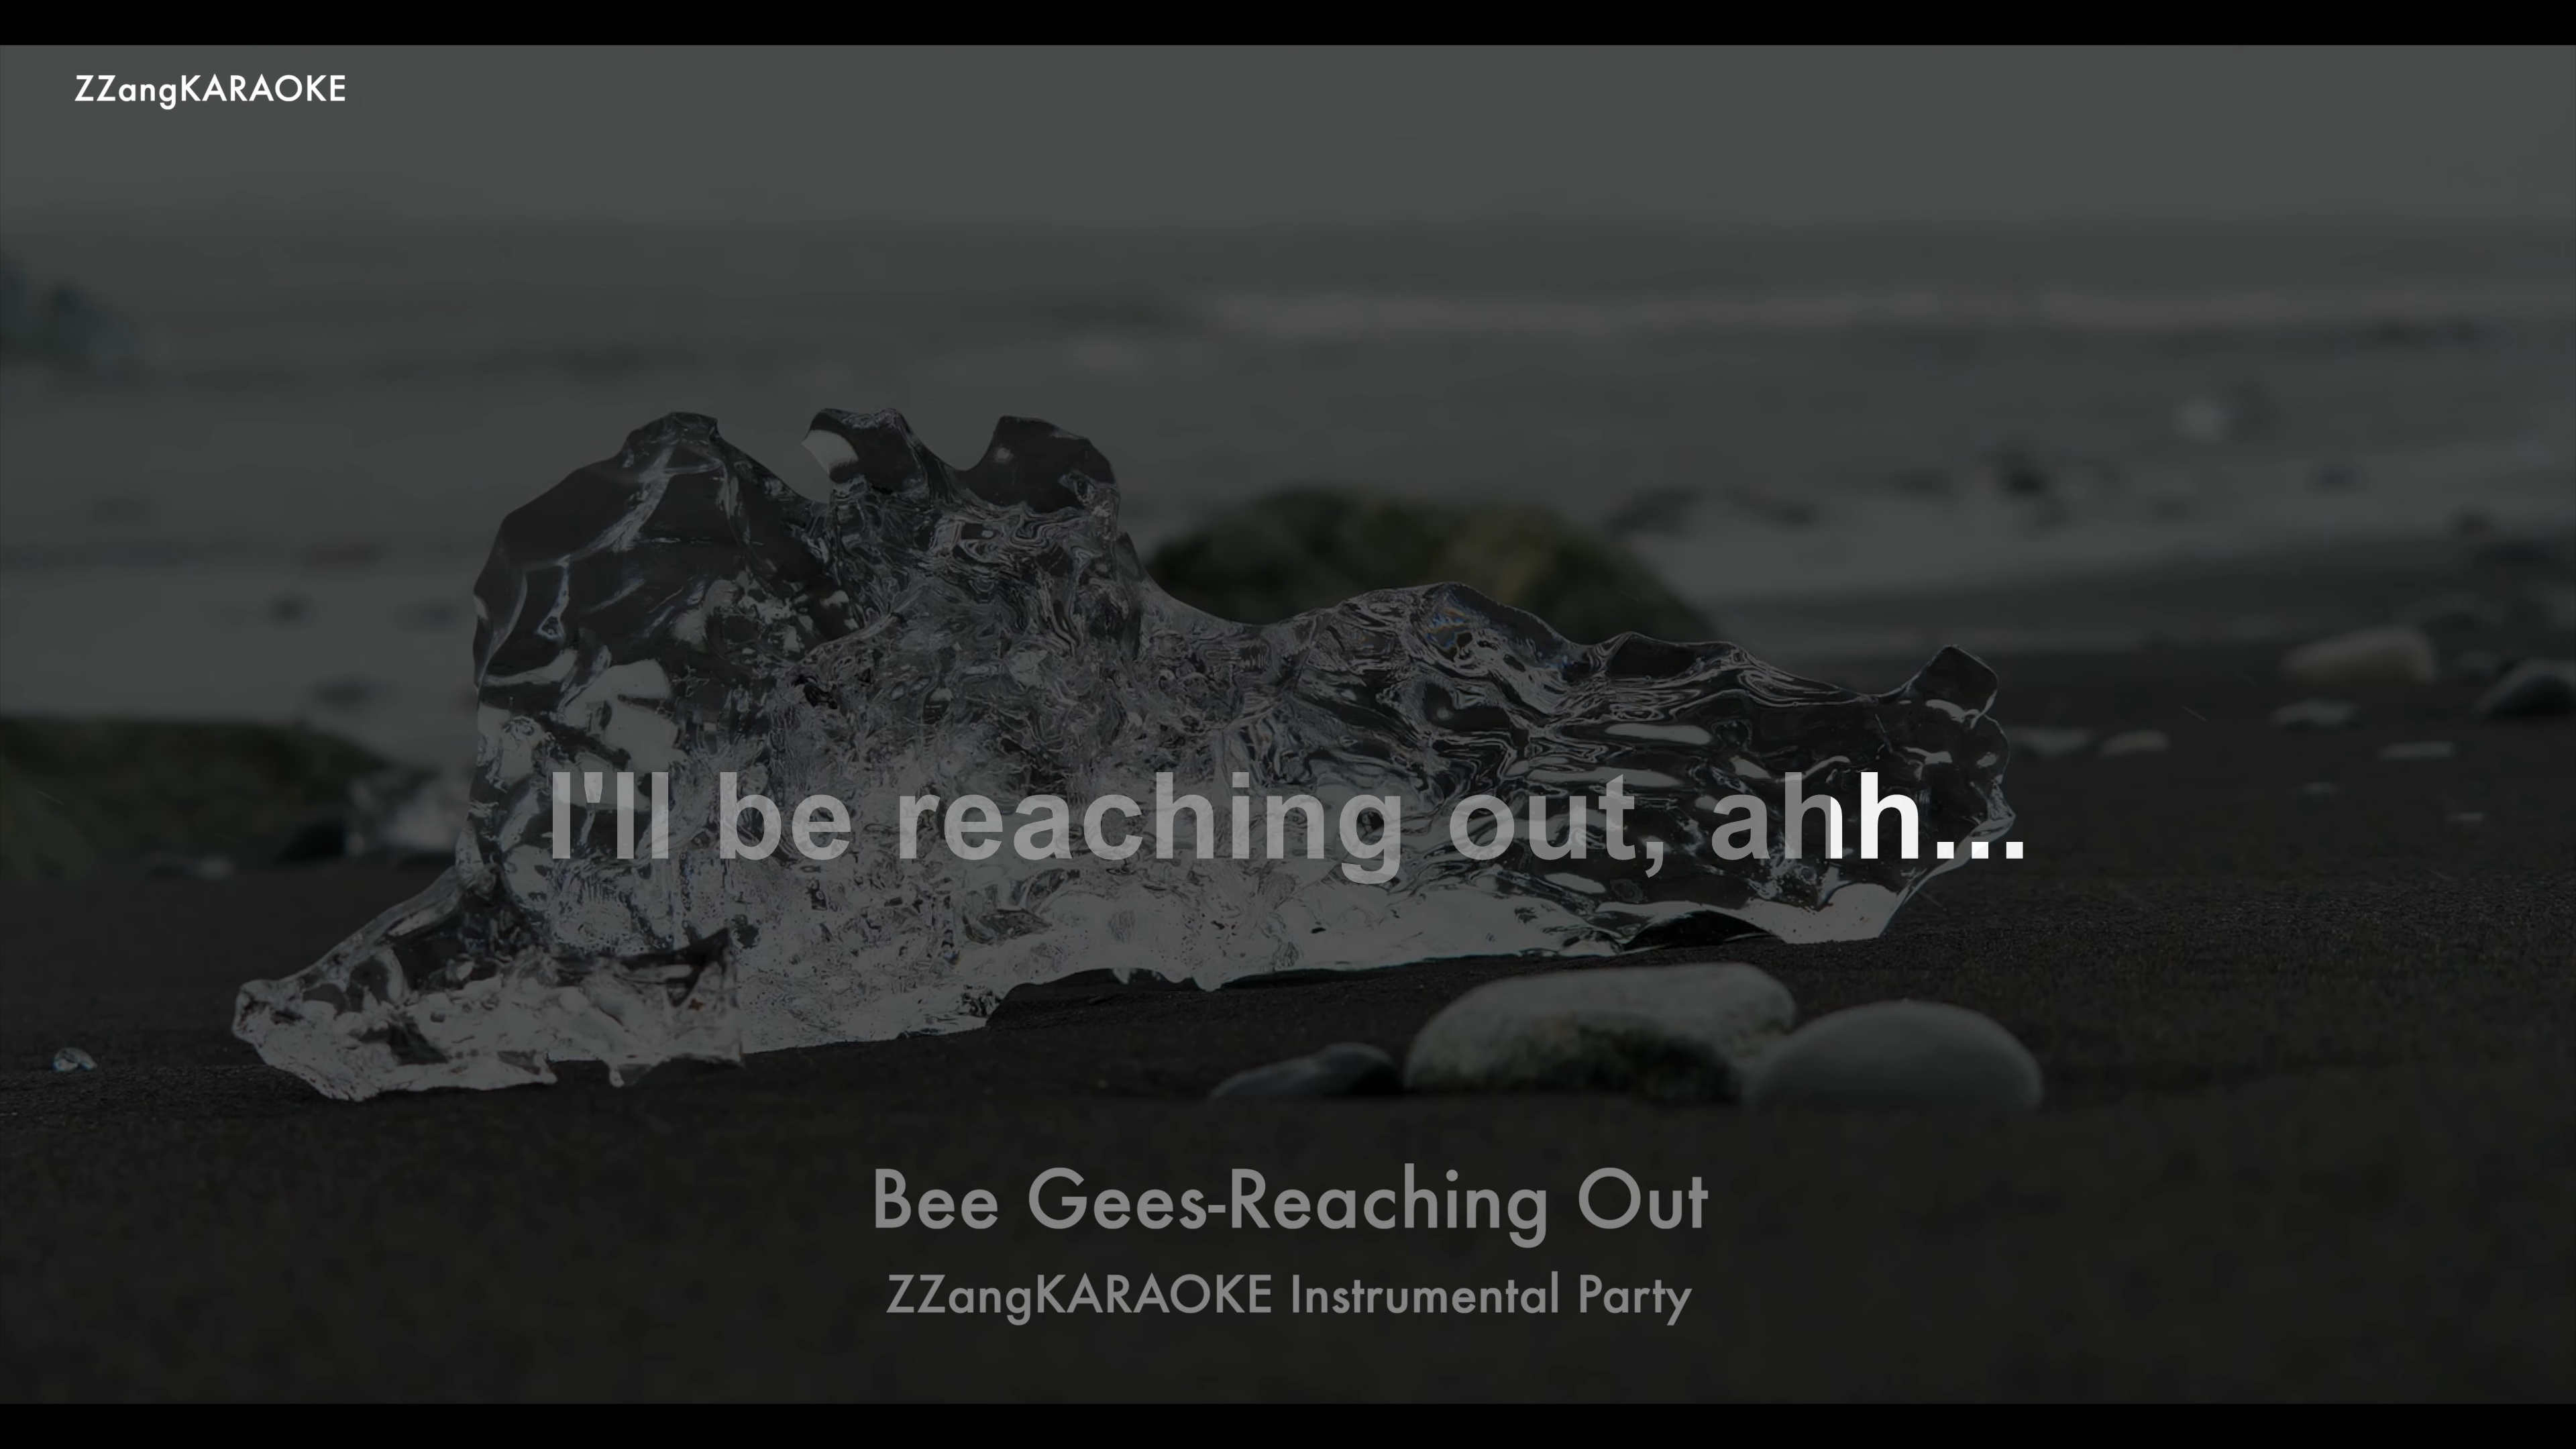 ZZangKARAOKE
I'll be reaching out, ahh...
Bee Gees-Reaching Out
ZZangKARAOKE Instrumental Party